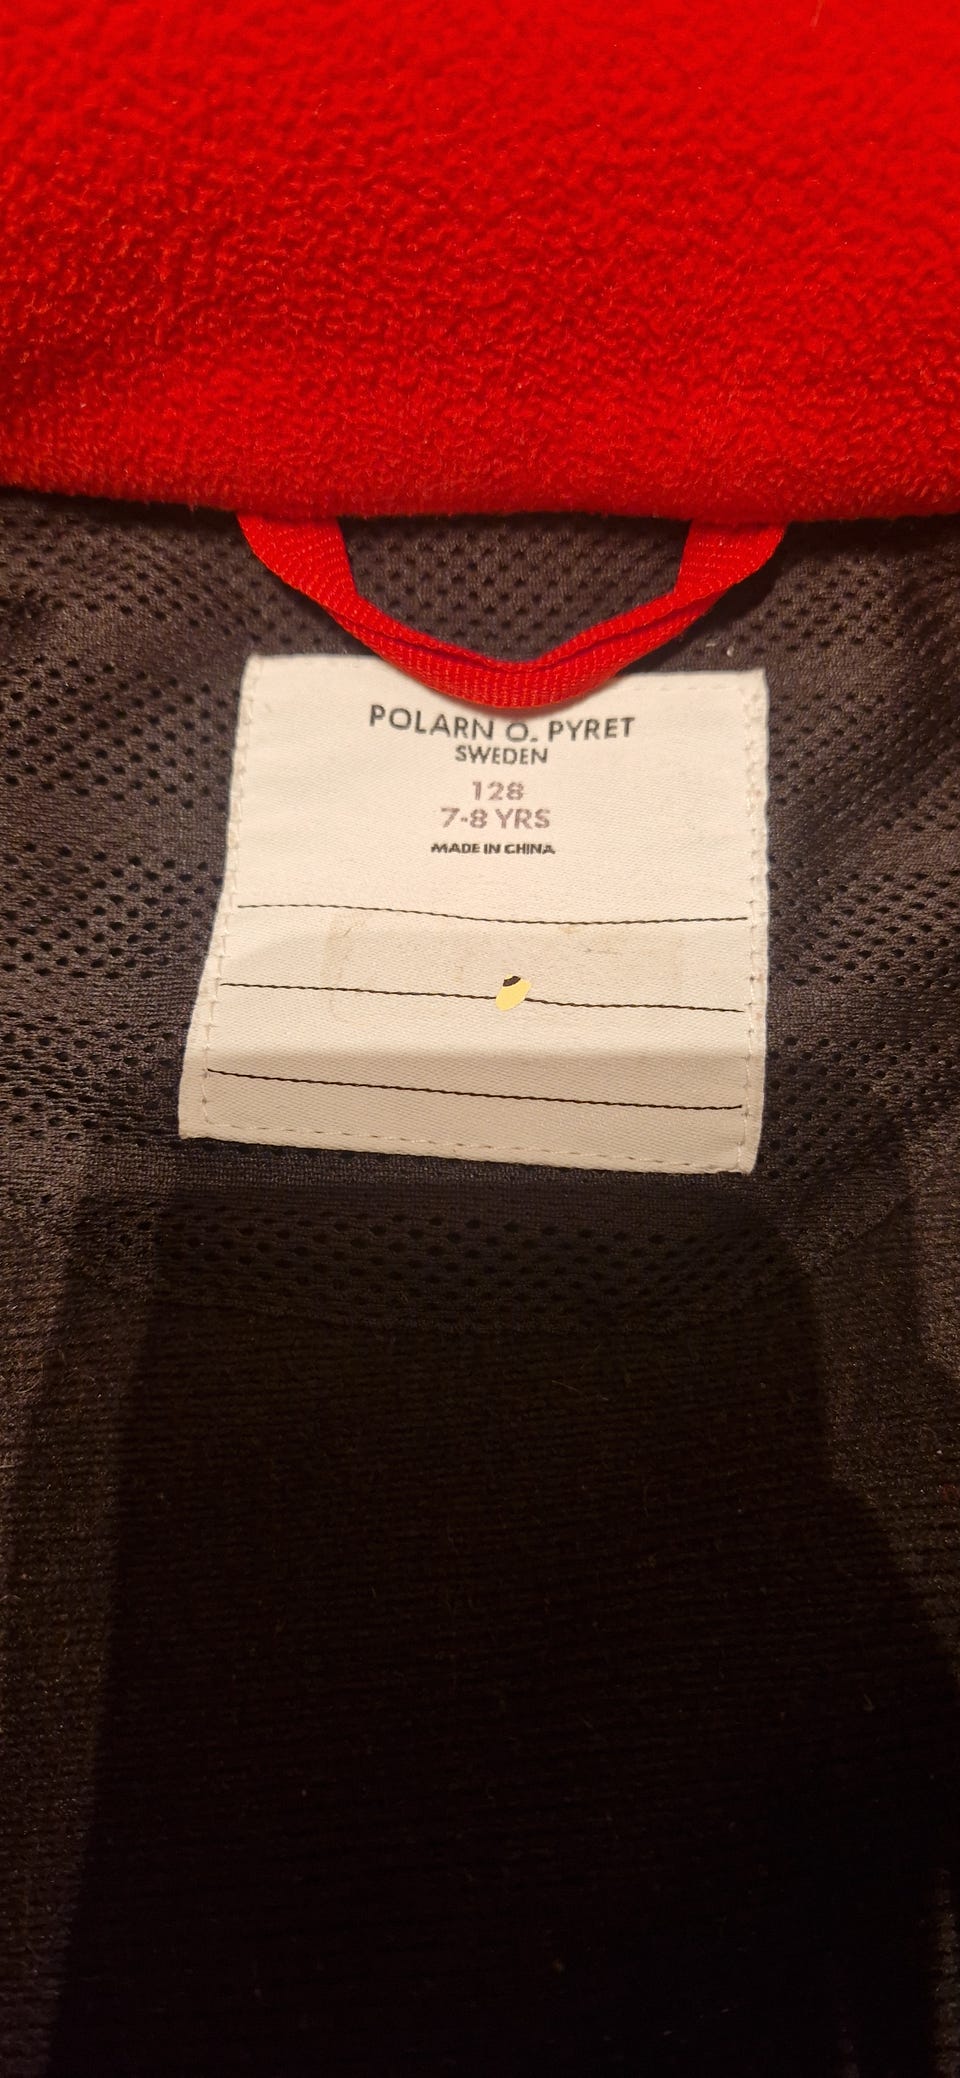 POLARN O. PYRET
SWEDEN
128
7-8 YRS
MADE IN CHINA